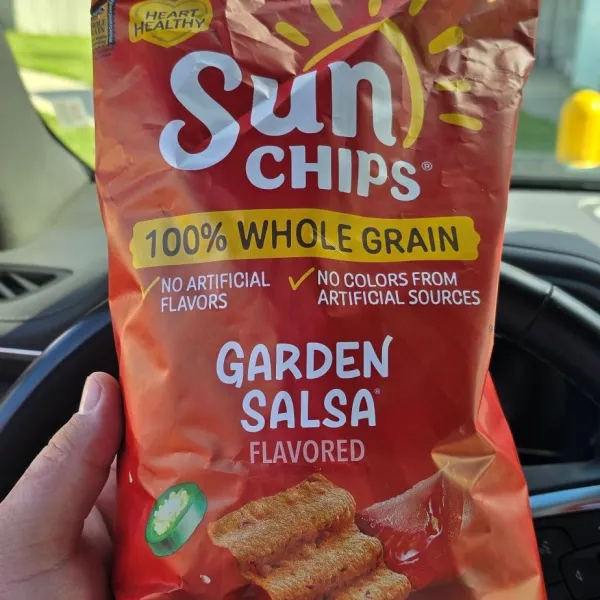 HEART
HEALTHY
Sun
CHIPS®
100% WHOLE GRAIN
NO ARTIFICIAL
FLAVORS
NO COLORS FROM
ARTIFICIAL SOURCES
GARDEN
SALSA®
FLAVORED